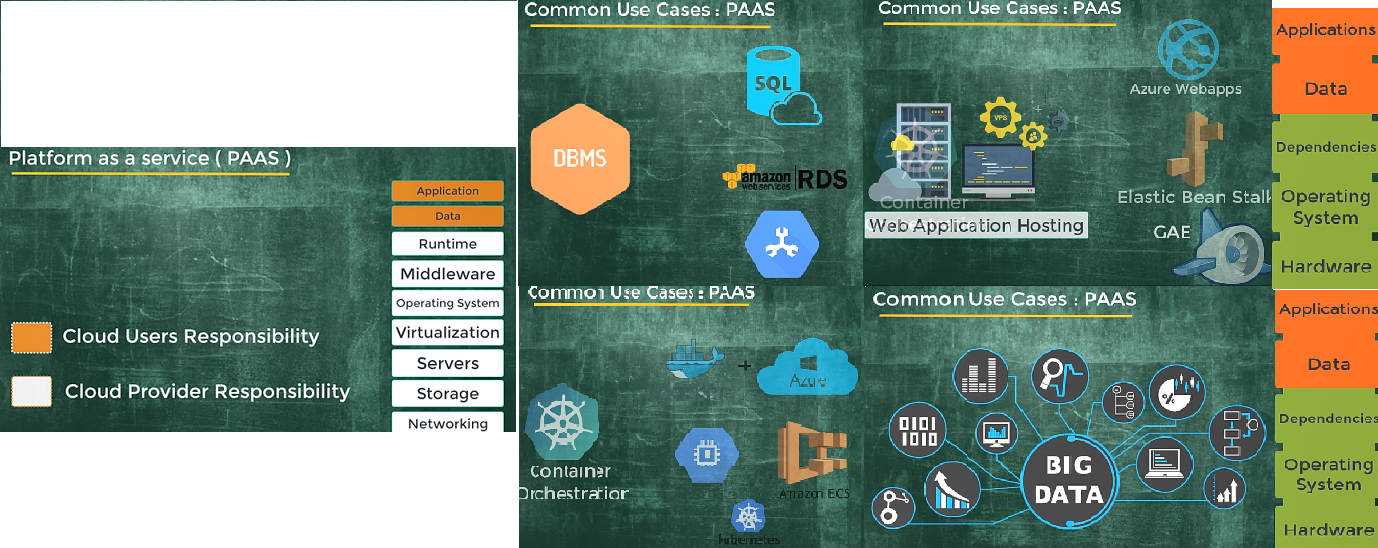 Platform as a service ( PAAS )
Application
Data
Runtime
Middleware
Operating System
Virtualization
Servers
Storage
Networking
Cloud Users Responsibility
Cloud Provider Responsibility
Common Use Cases : PAAS
SQL
DBMS
amazon
web services
RDS
Common Use Cases : PAAS
Azure Webapps
VPS
Elastic Bean Stalk
Container
Web Application Hosting
GAE
Applications
Data
Dependencies
Operating
System
Hardware
Common Use Cases : PAAS
+
Azure
Container
Orchestration
Amazon ECS
kubernetes
Common Use Cases : PAAS
0101
1010
%
BIG
DATA
Applications
Data
Dependencies
Operating
System
Hardware